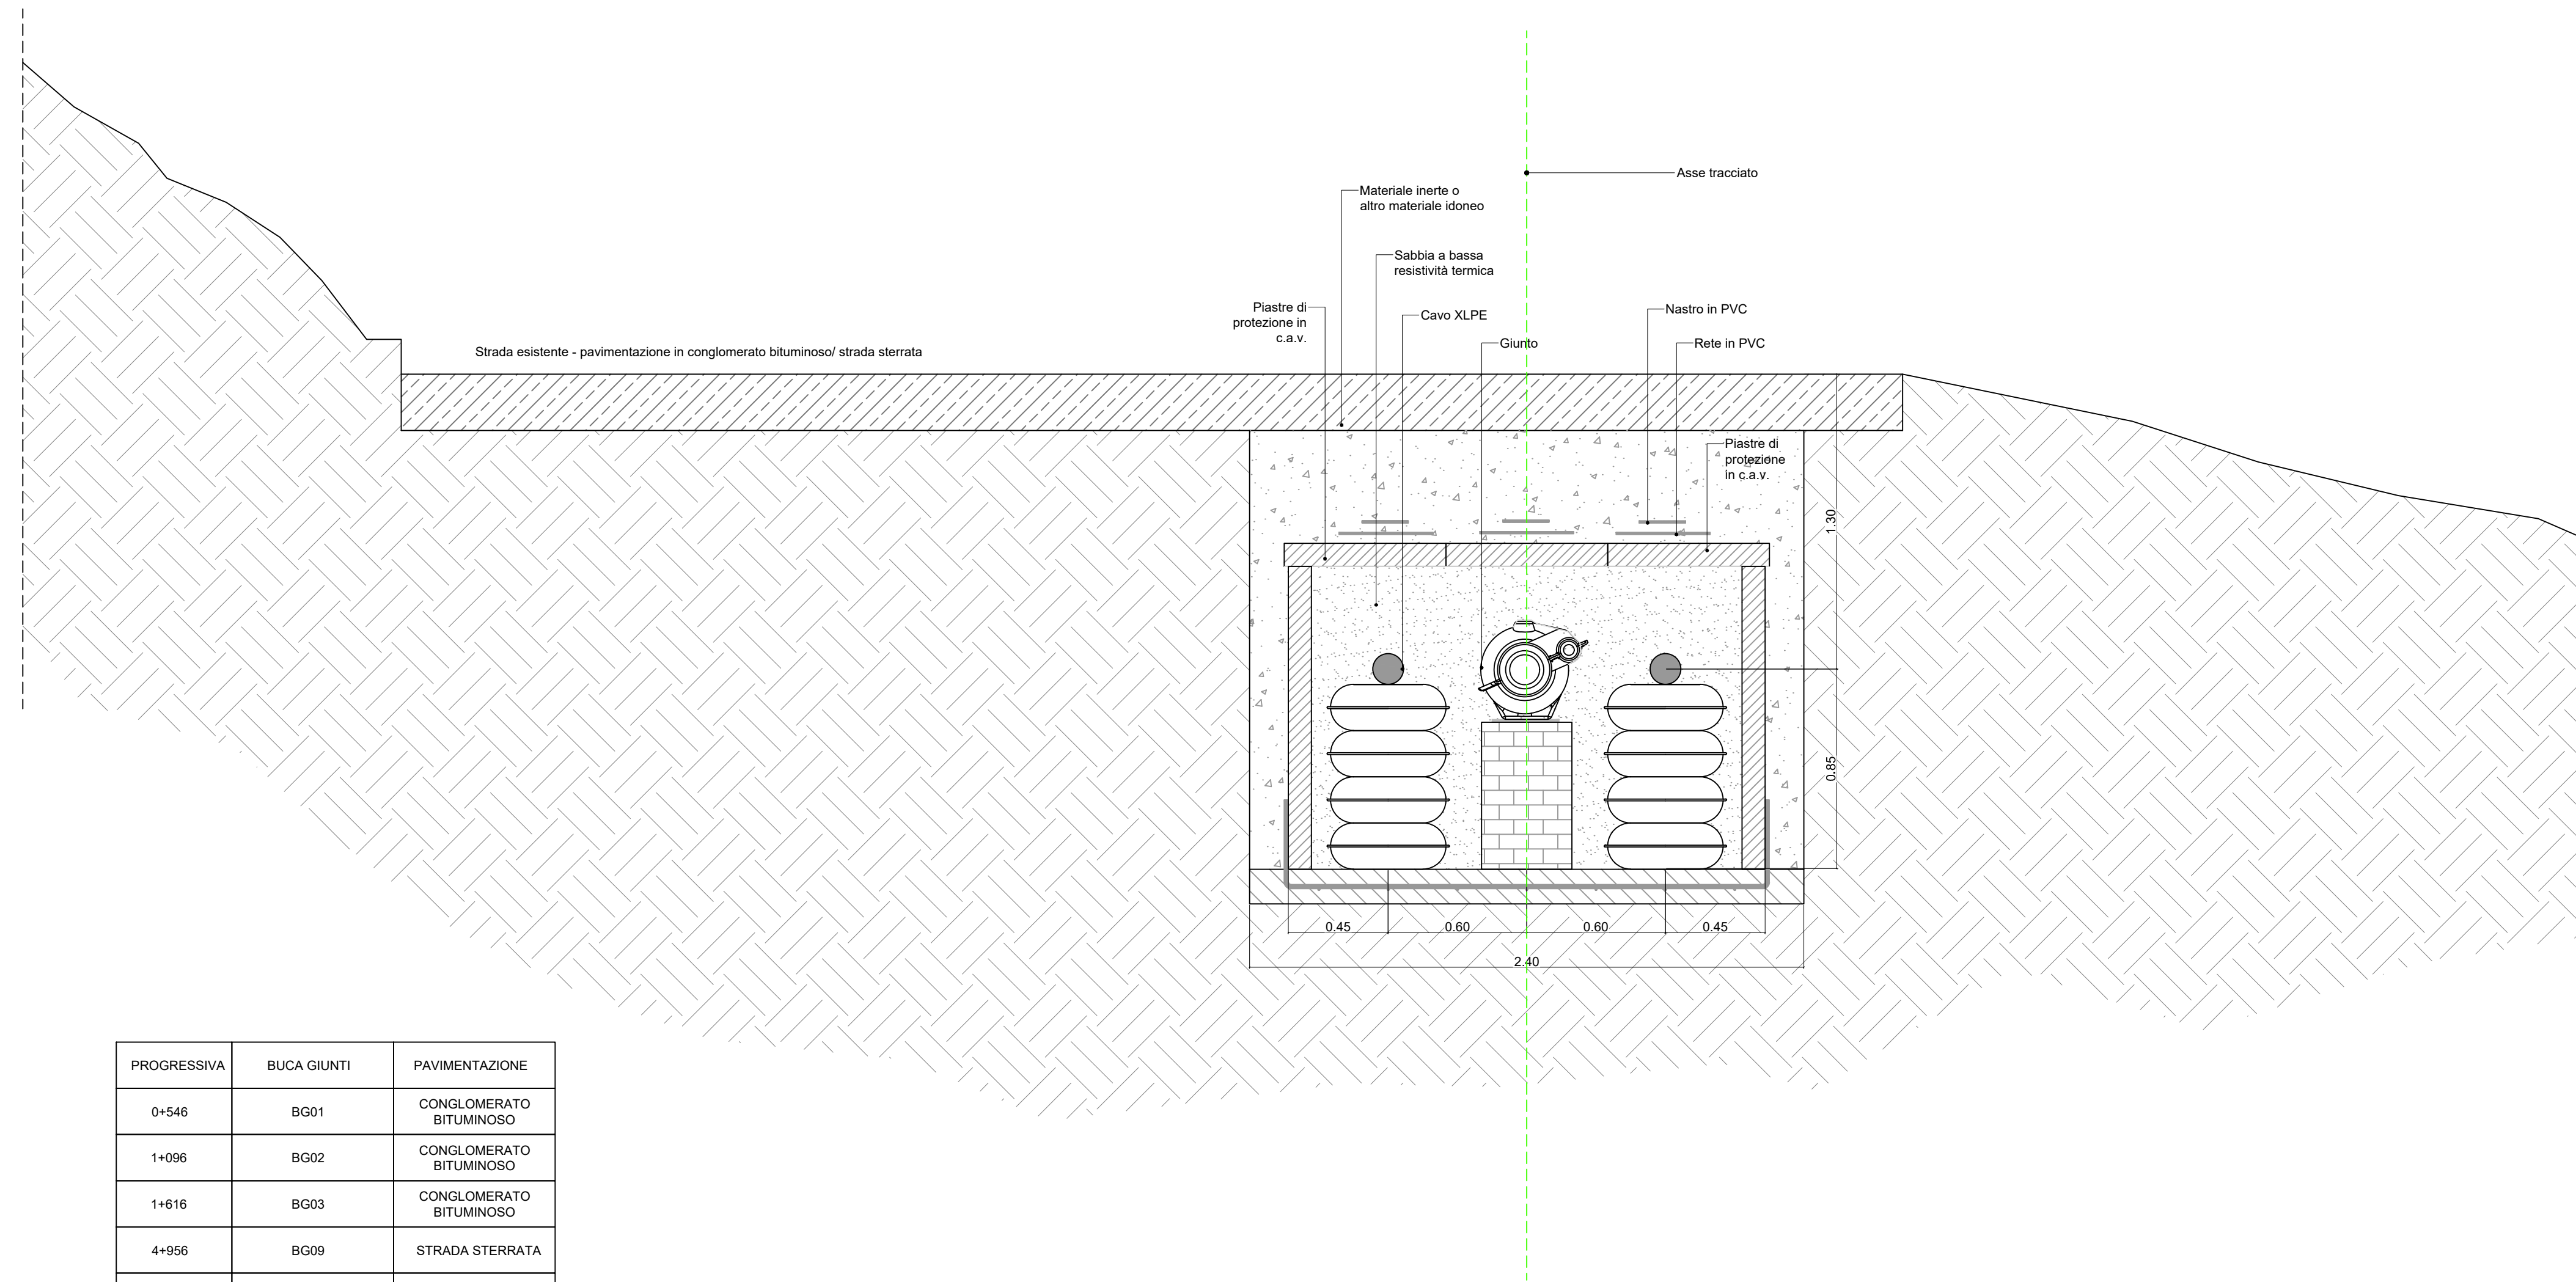 Asse tracciato
Materiale inerte o
altro materiale idoneo
Sabbia a bassa
resistività termica
Piastre di
protezione in
c.a.v.
Cavo XLPE
Nastro in PVC
Giunto
Rete in PVC
Strada esistente - pavimentazione in conglomerato bituminoso/ strada sterrata
Piastre di
protezione
in c.a.v.
1.30
0.85
0.45
0.60
0.60
0.45
2.40
PROGRESSIVA BUCA GIUNTI PAVIMENTAZIONE
0+546 BG01 CONGLOMERATO
BITUMINOSO
1+096 BG02 CONGLOMERATO
BITUMINOSO
1+616 BG03 CONGLOMERATO
BITUMINOSO
4+956 BG09 STRADA STERRATA